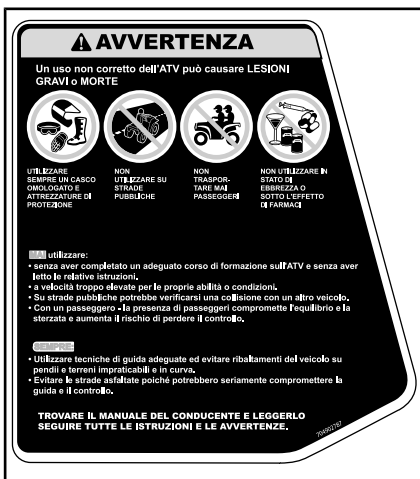 AVVERTENZA
Un uso non corretto dell'ATV può causare LESIONI
GRAVI o MORTE
UTILIZZARE
SEMPRE UN CASCO
OMOLOGATO E
ATTREZZATURE DI
PROTEZIONE
NON
UTILIZZARE SU
STRADE
PUBBLICHE
NON
TRASPOR-
TARE MAI
PASSEGGERI
NON UTILIZZARE IN
STATO DI
EBBREZZA O
SOTTO L'EFFETTO
DI FARMACI
MAI utilizzare:
• senza aver completato un adeguato corso di formazione sull'ATV e senza aver
letto le relative istruzioni.
• a velocità troppo elevate per le proprie abilità o condizioni.
• Su strade pubbliche potrebbe verificarsi una collisione con un altro veicolo.
• Con un passeggero - la presenza di passeggeri compromette l'equilibrio e la
sterzata e aumenta il rischio di perdere il controllo.
SEMPRE:
• Utilizzare tecniche di guida adeguate ed evitare ribaltamenti del veicolo su
pendii e terreni impraticabili e in curva.
• Evitare le strade asfaltate poiché potrebbero seriamente compromettere la
guida e il controllo.
TROVARE IL MANUALE DEL CONDUCENTE E LEGGERLO
SEGUIRE TUTTE LE ISTRUZIONI E LE AVVERTENZE.
704902787